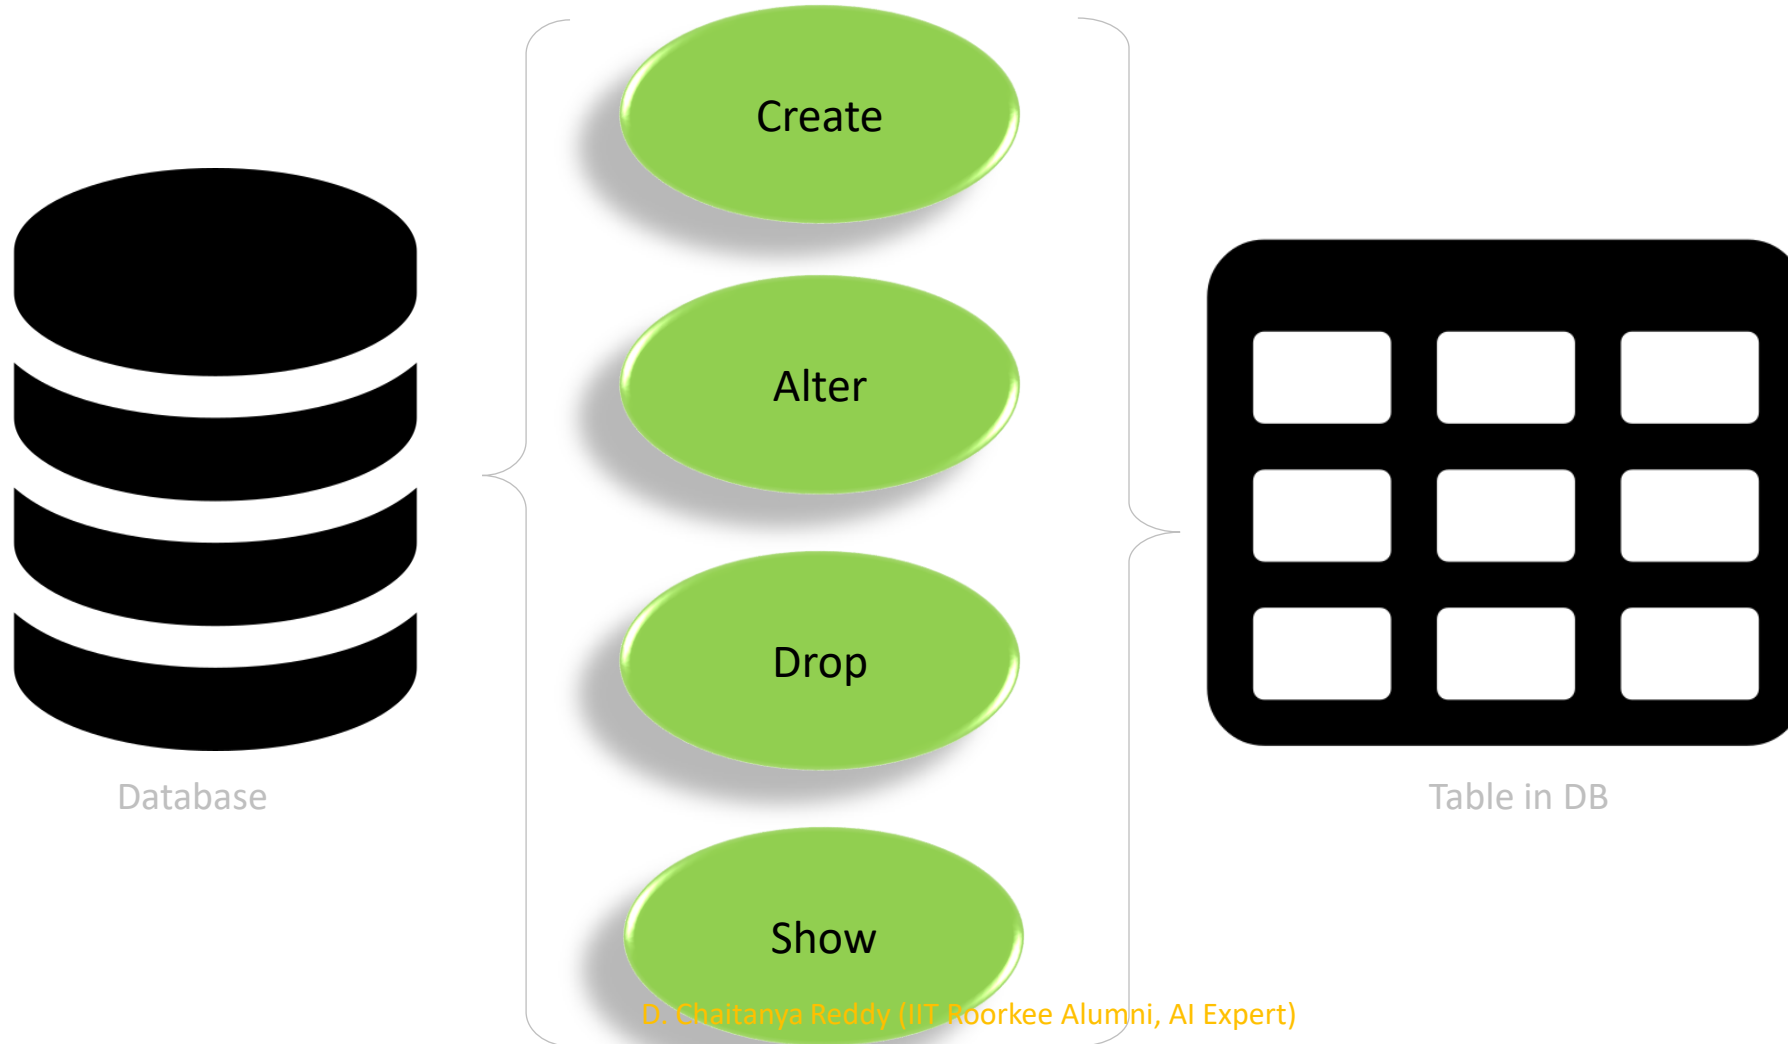 Create
Alter
Drop
Database
Table in DB
Show
D. Chaitanya Reddy (IIT Roorkee Alumni, AI Expert)